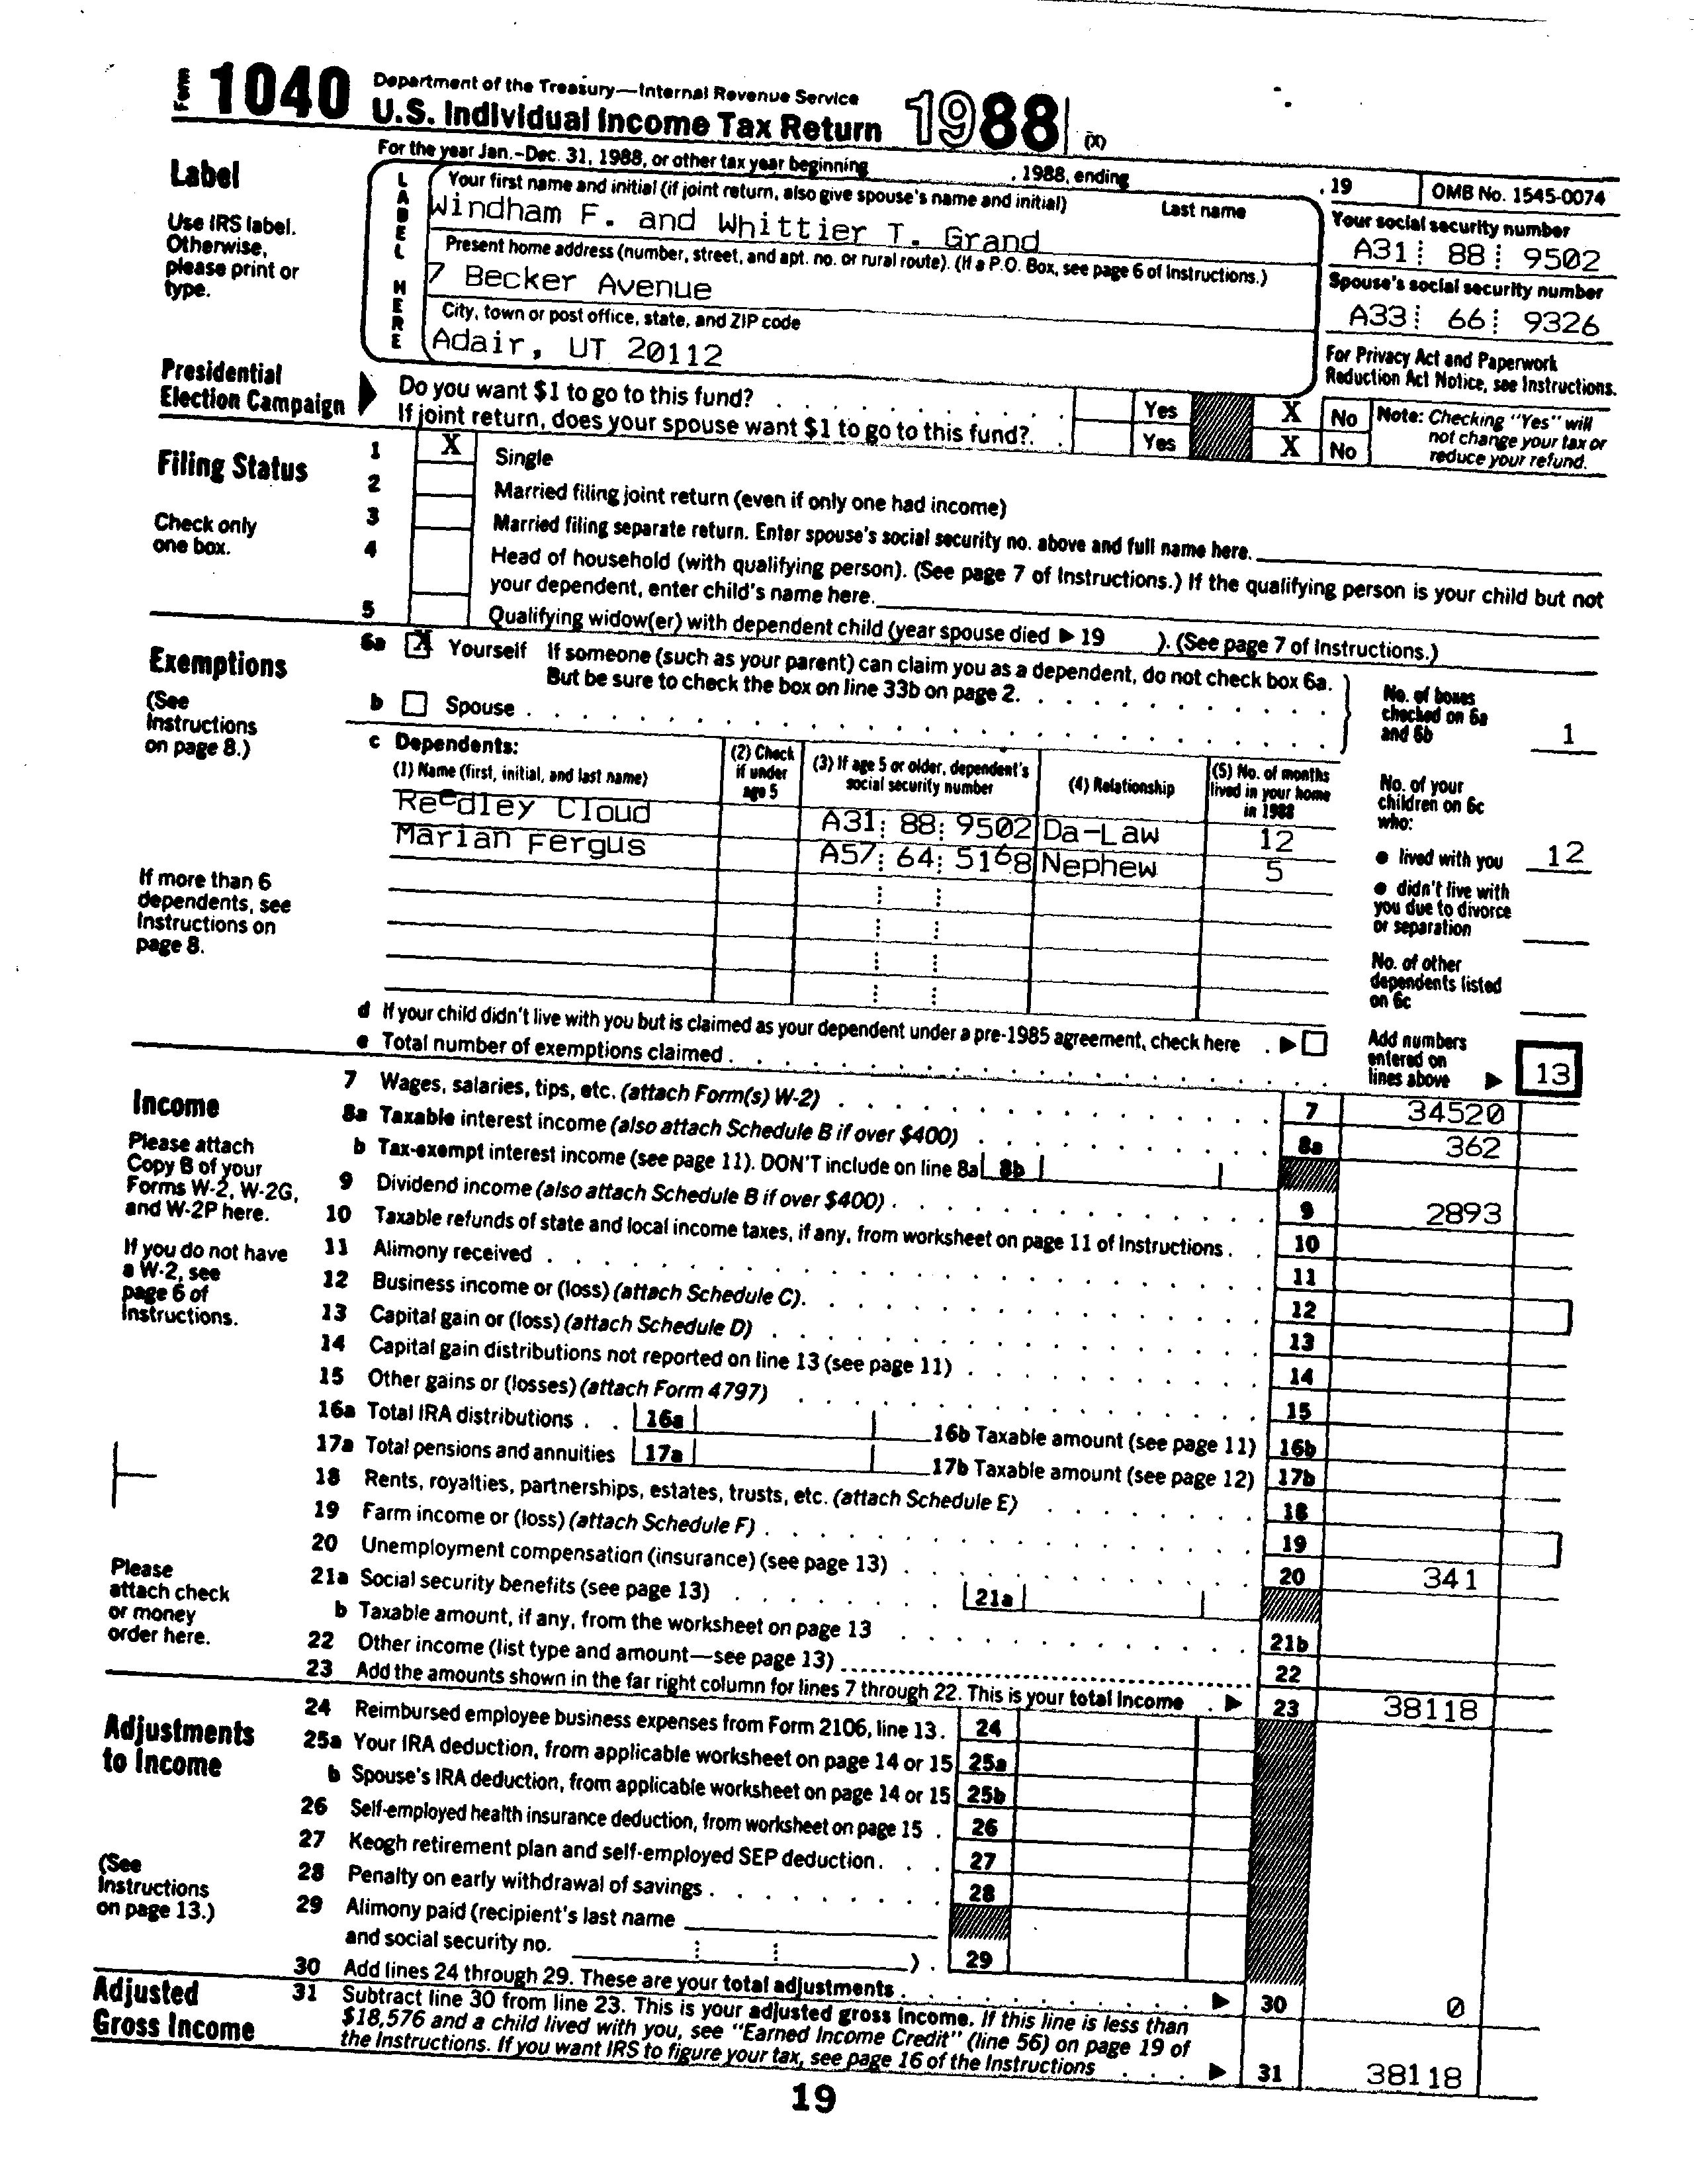 Form 1040 Department of the Treasury—Internal Revenue Service
U.S. Individual Income Tax Return 1988 (X)
For the year Jan.-Dec. 31, 1988, or other tax year beginning , 1988, ending , 19 OMB No. 1545-0074
Label
Use IRS label. Otherwise, please print or type.
LABEL HERE
Your first name and initial (if joint return, also give spouse's name and initial) Last name
Windham F. and Whittier T. Grand
Your social security number
A31 88 9502
Present home address (number, street, and apt. no. or rural route). (If a P.O. Box, see page 6 of Instructions.)
7 Becker Avenue
Spouse's social security number
A33 66 9326
City, town or post office, state, and ZIP code
Adair, UT 20112
For Privacy Act and Paperwork Reduction Act Notice, see Instructions.
Presidential Election Campaign
Do you want $1 to go to this fund? Yes X No
If joint return, does your spouse want $1 to go to this fund? Yes X No
Note: Checking "Yes" will not change your tax or reduce your refund.
Filing Status
Check only one box.
1 X Single
2 Married filing joint return (even if only one had income)
3 Married filing separate return. Enter spouse's social security no. above and full name here.
4 Head of household (with qualifying person). (See page 7 of Instructions.) If the qualifying person is your child but not
your dependent, enter child's name here.
5 Qualifying widow(er) with dependent child (year spouse died ▶ 19 ). (See page 7 of Instructions.)
Exemptions
(See Instructions on page 8.)
6a X Yourself If someone (such as your parent) can claim you as a dependent, do not check box 6a.
But be sure to check the box on line 33b on page 2.
b Spouse
No. of boxes checked on 6a and 6b 1
c Dependents:
(1) Name (first, initial, and last name) (2) Check if under age 5 (3) If age 5 or older, dependent's social security number (4) Relationship (5) No. of months lived in your home in 1988
Reedley Cloud A31 88 9502 Da-Law 12
Marian Fergus A57 64 5168 Nephew 5
No. of your children on 6c who:
● lived with you 12
● didn't live with you due to divorce or separation
No. of other dependents listed on 6c
If more than 6 dependents, see Instructions on page 8.
d If your child didn't live with you but is claimed as your dependent under a pre-1985 agreement, check here ▶
e Total number of exemptions claimed
Add numbers entered on lines above ▶ 13
Income
Please attach Copy B of your Forms W-2, W-2G, and W-2P here.
If you do not have a W-2, see page 6 of Instructions.
Please attach check or money order here.
7 Wages, salaries, tips, etc. (attach Form(s) W-2) 7 34520
8a Taxable interest income (also attach Schedule B if over $400) 8a 362
b Tax-exempt interest income (see page 11). DON'T include on line 8a 8b
9 Dividend income (also attach Schedule B if over $400) 9 2893
10 Taxable refunds of state and local income taxes, if any, from worksheet on page 11 of Instructions 10
11 Alimony received 11
12 Business income or (loss) (attach Schedule C) 12
13 Capital gain or (loss) (attach Schedule D) 13
14 Capital gain distributions not reported on line 13 (see page 11) 14
15 Other gains or (losses) (attach Form 4797) 15
16a Total IRA distributions 16a 16b Taxable amount (see page 11) 16b
17a Total pensions and annuities 17a 17b Taxable amount (see page 12) 17b
18 Rents, royalties, partnerships, estates, trusts, etc. (attach Schedule E) 18
19 Farm income or (loss) (attach Schedule F) 19
20 Unemployment compensation (insurance) (see page 13) 20 341
21a Social security benefits (see page 13) 21a
b Taxable amount, if any, from the worksheet on page 13 21b
22 Other income (list type and amount—see page 13) 22
23 Add the amounts shown in the far right column for lines 7 through 22. This is your total income ▶ 23 38118
Adjustments to Income
(See Instructions on page 13.)
24 Reimbursed employee business expenses from Form 2106, line 13. 24
25a Your IRA deduction, from applicable worksheet on page 14 or 15 25a
b Spouse's IRA deduction, from applicable worksheet on page 14 or 15 25b
26 Self-employed health insurance deduction, from worksheet on page 15 26
27 Keogh retirement plan and self-employed SEP deduction 27
28 Penalty on early withdrawal of savings 28
29 Alimony paid (recipient's last name
and social security no. ) 29
30 Add lines 24 through 29. These are your total adjustments ▶ 30 0
Adjusted Gross Income
31 Subtract line 30 from line 23. This is your adjusted gross income. If this line is less than
$18,576 and a child lived with you, see "Earned Income Credit" (line 56) on page 19 of
the Instructions. If you want IRS to figure your tax, see page 16 of the Instructions ▶ 31 38118
19